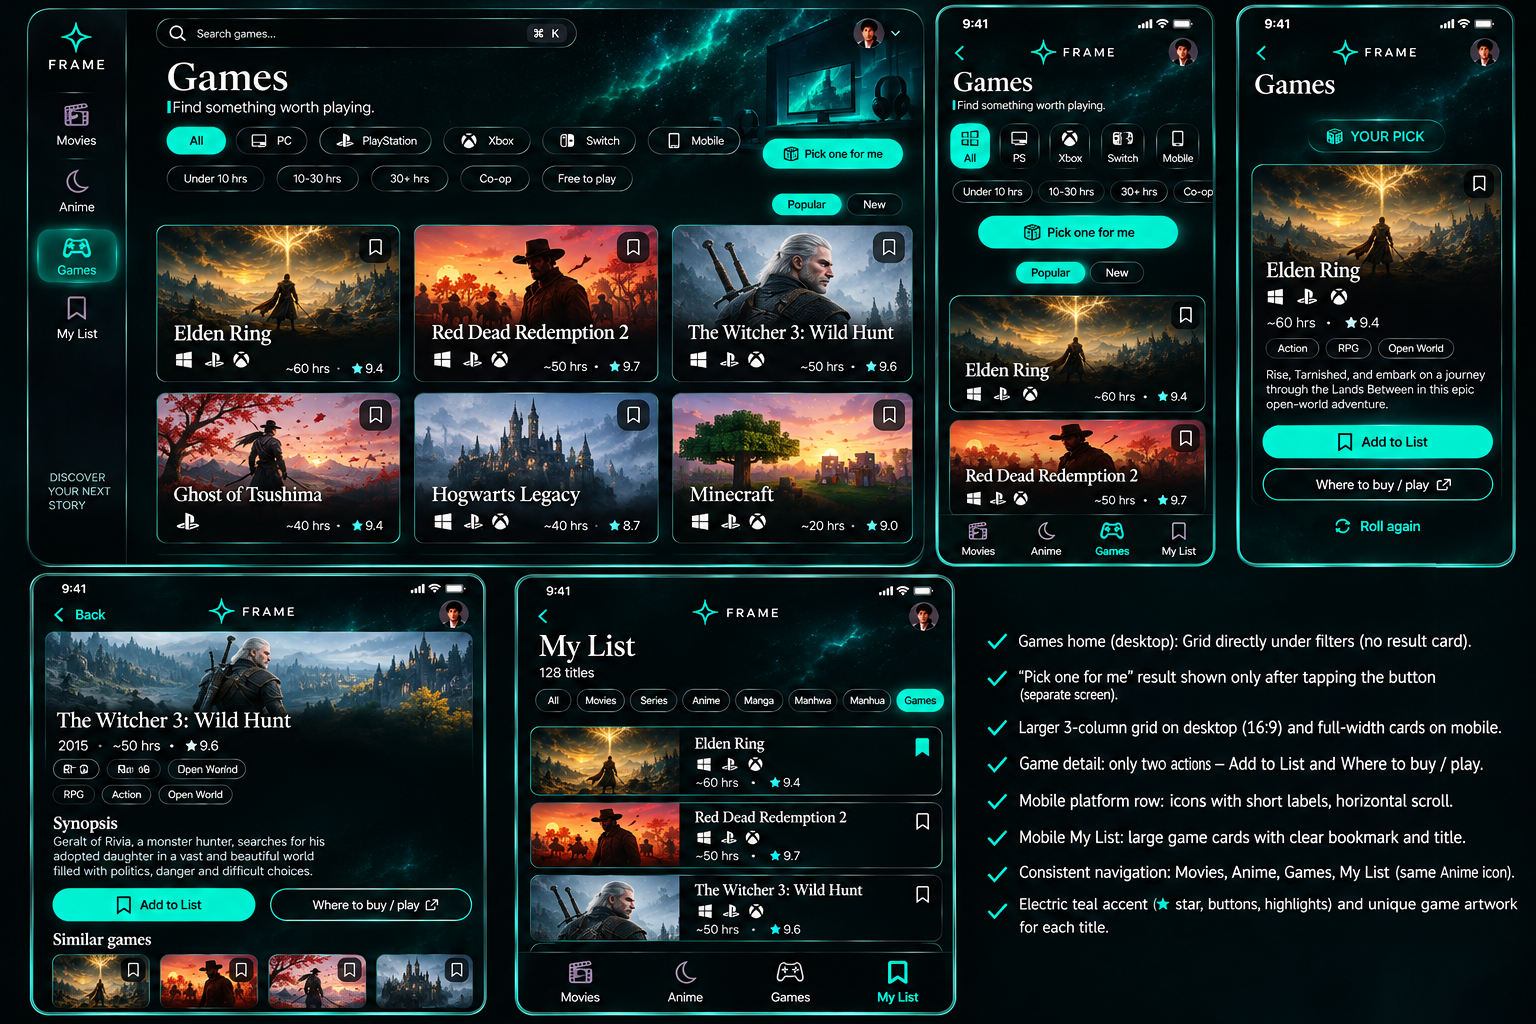 FRAME
Movies
Anime
Games
My List
DISCOVER
YOUR NEXT
STORY
Search games...
⌘ K
Games
Find something worth playing.
All
PC
PlayStation
Xbox
Switch
Mobile
Pick one for me
Under 10 hrs
10-30 hrs
30+ hrs
Co-op
Free to play
Popular
New
Elden Ring
~60 hrs • ★ 9.4
Red Dead Redemption 2
~50 hrs • ★ 9.7
The Witcher 3: Wild Hunt
~50 hrs • ★ 9.6
Ghost of Tsushima
~40 hrs • ★ 9.4
Hogwarts Legacy
~40 hrs • ★ 8.7
Minecraft
~20 hrs • ★ 9.0
9:41
FRAME
Games
Find something worth playing.
All
PS
Xbox
Switch
Mobile
Under 10 hrs
10-30 hrs
30+ hrs
Co-op
Pick one for me
Popular
New
Elden Ring
~60 hrs • ★ 9.4
Red Dead Redemption 2
~50 hrs • ★ 9.7
Movies
Anime
Games
My List
9:41
FRAME
Games
YOUR PICK
Elden Ring
~60 hrs • ★ 9.4
Action
RPG
Open World
Rise, Tarnished, and embark on a journey
through the Lands Between in this epic
open-world adventure.
Add to List
Where to buy / play
Roll again
9:41
Back
FRAME
The Witcher 3: Wild Hunt
2015 • ~50 hrs • ★ 9.6
RPG
Action
Open World
Synopsis
Geralt of Rivia, a monster hunter, searches for his
adopted daughter in a vast and beautiful world
filled with politics, danger and difficult choices.
Add to List
Where to buy / play
Similar games
9:41
FRAME
My List
128 titles
All
Movies
Series
Anime
Manga
Manhwa
Manhua
Games
Elden Ring
~60 hrs • ★ 9.4
Red Dead Redemption 2
~50 hrs • ★ 9.7
The Witcher 3: Wild Hunt
~50 hrs • ★ 9.6
Movies
Anime
Games
My List
✓ Games home (desktop): Grid directly under filters (no result card).
✓ “Pick one for me” result shown only after tapping the button
(separate screen).
✓ Larger 3-column grid on desktop (16:9) and full-width cards on mobile.
✓ Game detail: only two actions – Add to List and Where to buy / play.
✓ Mobile platform row: icons with short labels, horizontal scroll.
✓ Mobile My List: large game cards with clear bookmark and title.
✓ Consistent navigation: Movies, Anime, Games, My List (same Anime icon).
✓ Electric teal accent (★ star, buttons, highlights) and unique game artwork
for each title.